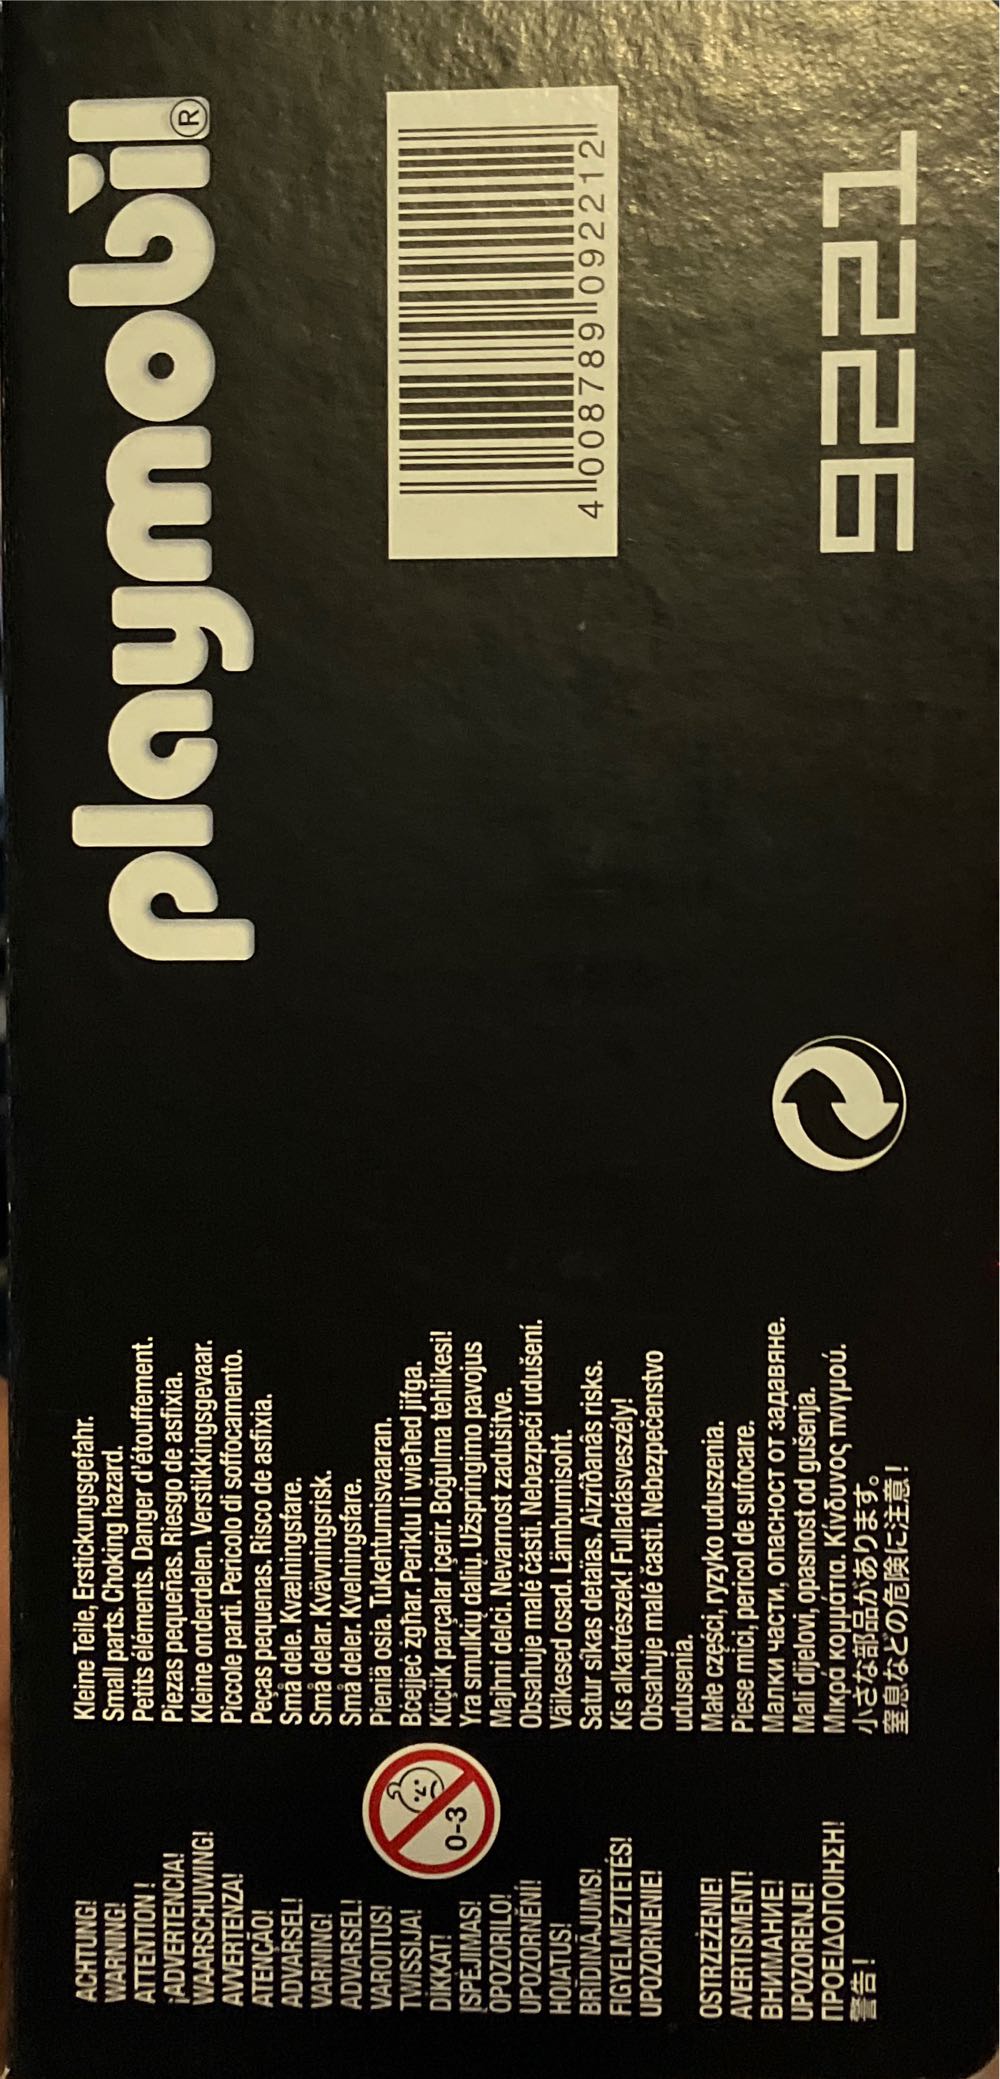 ACHTUNG! Kleine Teile, Erstickungsgefahr.
WARNING! Small parts. Choking hazard.
ATTENTION ! Petits éléments. Danger d'étouffement.
¡ADVERTENCIA! Piezas pequeñas. Riesgo de asfixia.
WAARSCHUWING! Kleine onderdelen. Verstikkingsgevaar.
AVVERTENZA! Piccole parti. Pericolo di soffocamento.
ATENÇÃO! Peças pequenas. Risco de asfixia.
ADVARSEL! Små dele. Kvælningsfare.
VARNING! Små delar. Kvävningsrisk.
ADVARSEL! Små deler. Kvelningsfare.
VAROITUS! Pieniä osia. Tukehtumisvaaran.
TWISSIJA! Bċejjeċ żgħar. Periklu li wieħed jifga.
DİKKAT! Küçük parçalar içerir. Boğulma tehlikesi!
ĮSPĖJIMAS! Yra smulkių dalių. Užspringimo pavojus
OPOZORILO! Majhni delci. Nevarnost zadušitve.
UPOZORNĚNÍ! Obsahuje malé části. Nebezpečí udušení.
HOIATUS! Väikesed osad. Lämbumisoht.
BRĪDINĀJUMS! Satur sīkas detaļas. Aizrīšanās risks.
FIGYELMEZTETÉS! Kis alkatrészek! Fulladásveszély!
UPOZORNENIE! Obsahuje malé časti. Nebezpečenstvo
udusenia.
OSTRZEŻENIE! Małe części, ryzyko uduszenia.
AVERTISMENT! Piese mici, pericol de sufocare.
ВНИМАНИЕ! Малки части, опасност от задавяне.
UPOZORENJE! Mali dijelovi, opasnost od gušenja.
ΠΡΟΕΙΔΟΠΟΙΗΣΗ! Μικρά κομμάτια. Κίνδυνος πνιγμού.
警告！ 小さな部品があります。
窒息などの危険に注意！
0-3
playmobil®
4 008789 092212
9221